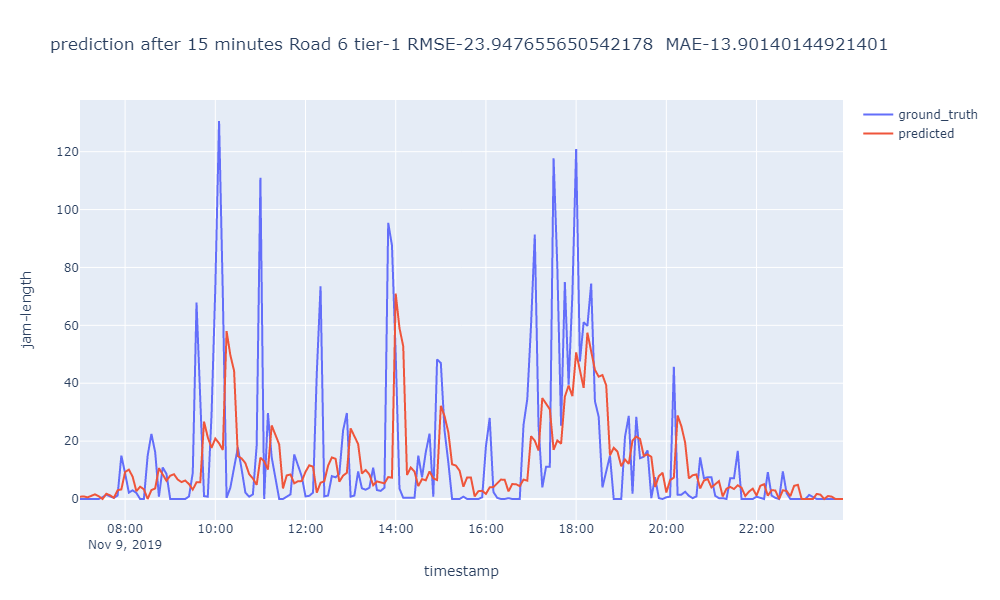 prediction after 15 minutes Road 6 tier-1 RMSE-23.947655650542178  MAE-13.90140144921401
ground_truth
predicted
120
100
80
60
40
20
0
jam-length
08:00 10:00 12:00 14:00 16:00 18:00 20:00 22:00
Nov 9, 2019
timestamp